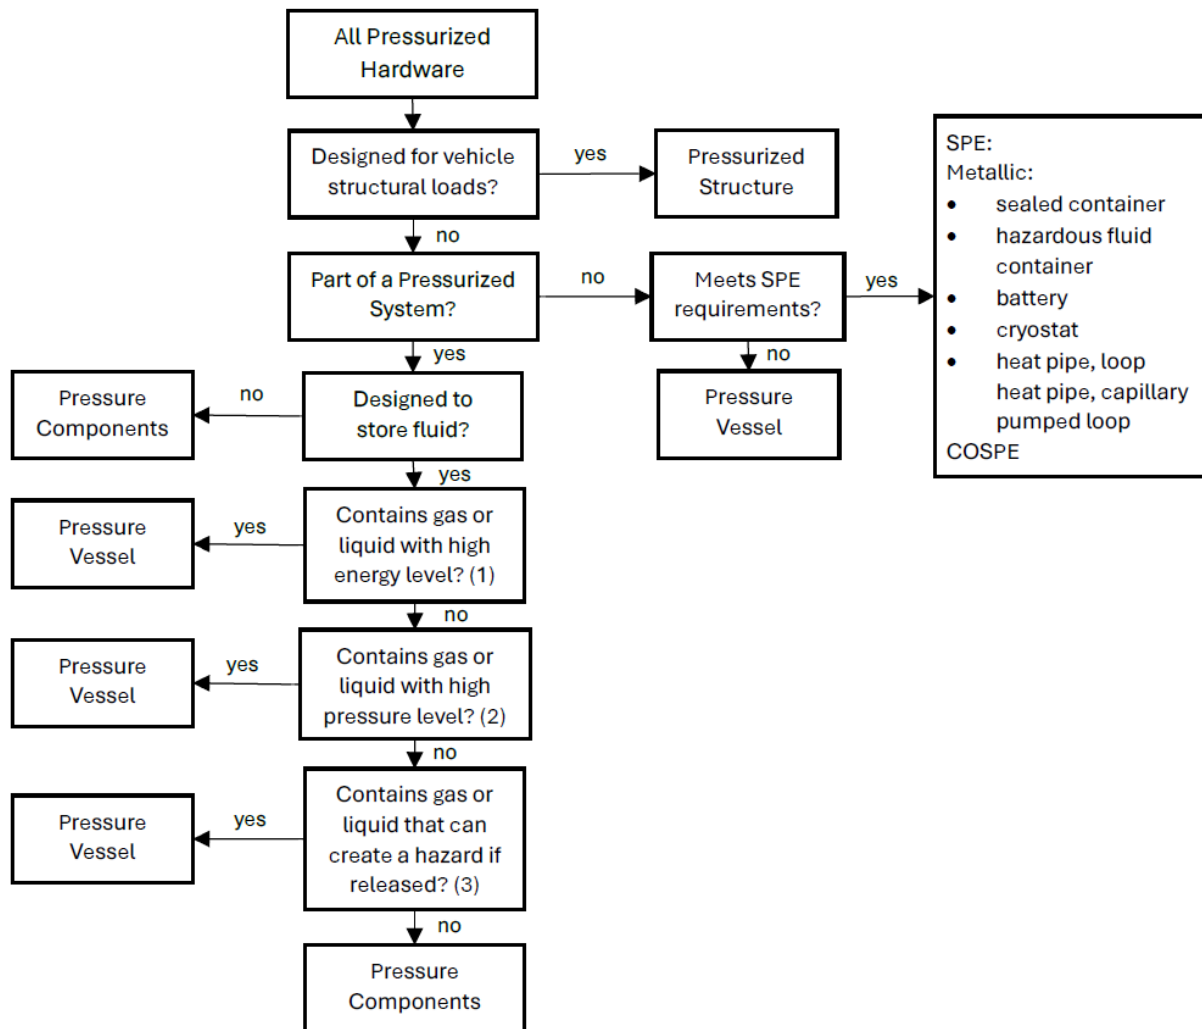 All Pressurized
Hardware
Designed for vehicle
structural loads?
yes
Pressurized
Structure
no
Part of a Pressurized
System?
no
Meets SPE
requirements?
yes
SPE:
Metallic:
• sealed container
• hazardous fluid
container
• battery
• cryostat
• heat pipe, loop
heat pipe, capillary
pumped loop
COSPE
no
Pressure
Vessel
yes
Designed to
store fluid?
no
Pressure
Components
yes
Contains gas or
liquid with high
energy level? (1)
yes
Pressure
Vessel
no
Contains gas or
liquid with high
pressure level? (2)
yes
Pressure
Vessel
no
Contains gas or
liquid that can
create a hazard if
released? (3)
yes
Pressure
Vessel
no
Pressure
Components